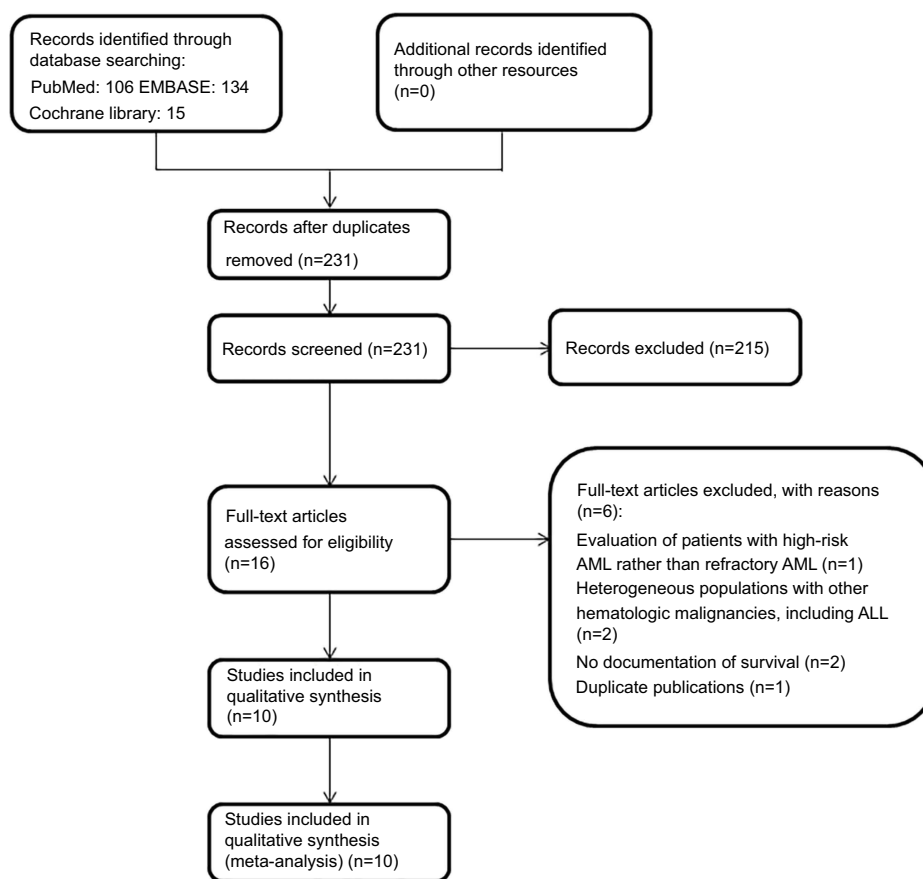 Records identified through
database searching:
PubMed: 106 EMBASE: 134
Cochrane library: 15
Additional records identified
through other resources
(n=0)
Records after duplicates
removed (n=231)
Records screened (n=231)
Records excluded (n=215)
Full-text articles
assessed for eligibility
(n=16)
Full-text articles excluded, with reasons
(n=6):
Evaluation of patients with high-risk
AML rather than refractory AML (n=1)
Heterogeneous populations with other
hematologic malignancies, including ALL
(n=2)
No documentation of survival (n=2)
Duplicate publications (n=1)
Studies included in
qualitative synthesis
(n=10)
Studies included in
qualitative synthesis
(meta-analysis) (n=10)